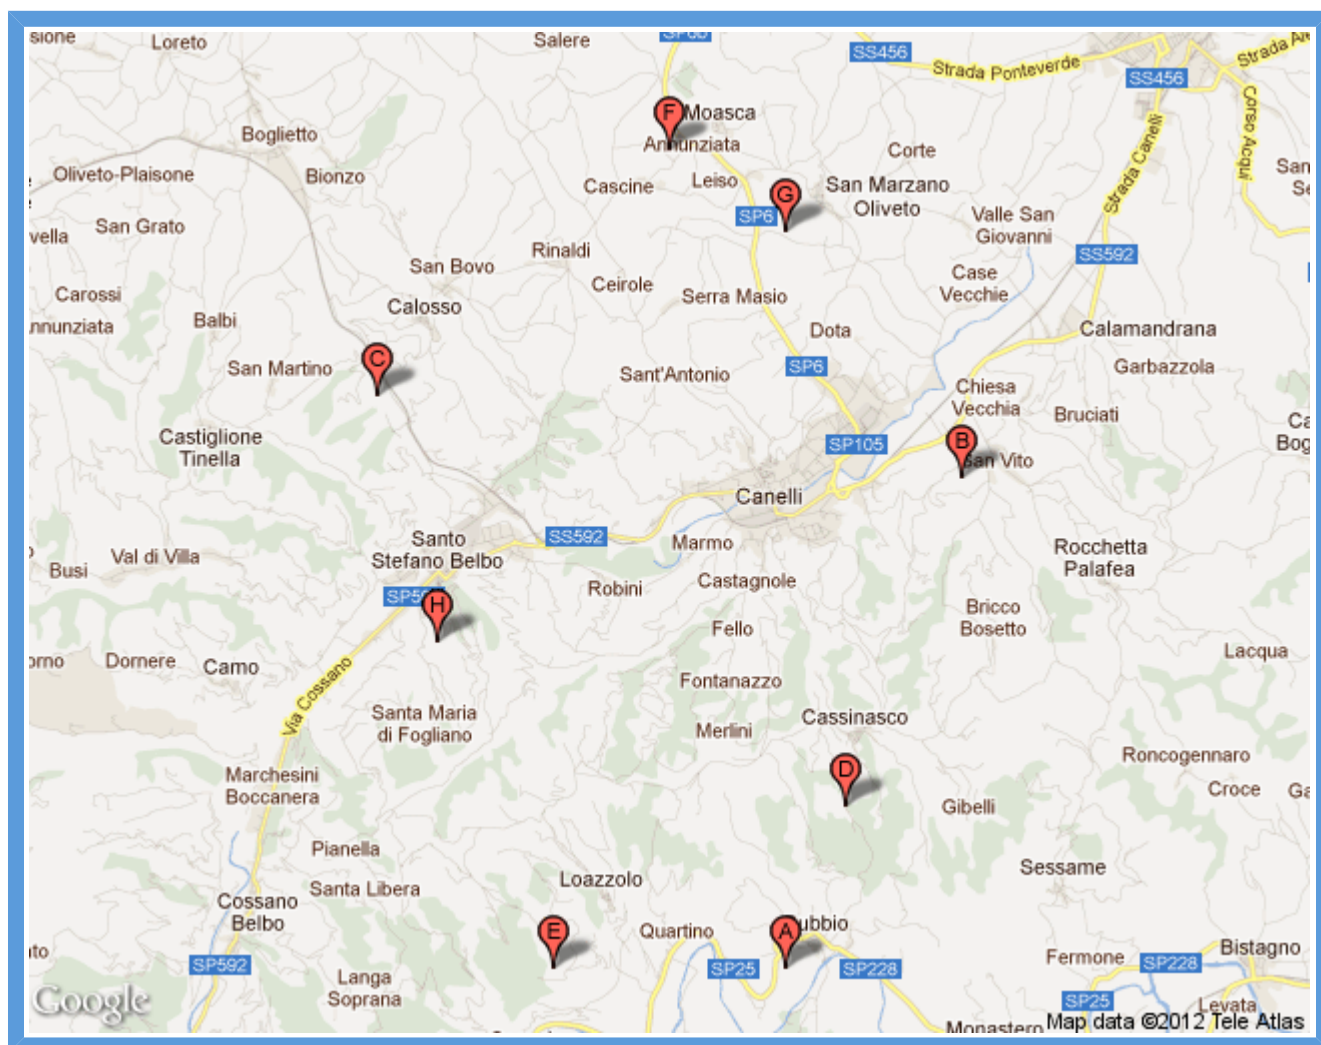 sione
Loreto
Salere
SS456
Strada Ponteverde
SS456
Corso Acqui
Strada Canelli
F
Moasca
Boglietto
Annunziata
Corte
Oliveto-Plaisone
Bionzo
Cascine
Leiso
San Marzano
Oliveto
G
SP6
Valle San
Giovanni
San Grato
vella
Rinaldi
SS592
San Bovo
Case
Vecchie
Ceirole
Serra Masio
Carossi
Calosso
nnunziata
Balbi
Dota
Calamandrana
San Martino
C
Sant'Antonio
SP6
Garbazzola
Chiesa
Vecchia
Bruciati
Castiglione
Tinella
SP105
B
San Vito
Ca
Bog
Canelli
Santo
Stefano Belbo
SS592
Marmo
Rocchetta
Palafea
Val di Villa
Busi
Robini
Castagnole
H
Bricco
Bosetto
Fello
Lacqua
orno
Dornere
Camo
Via Cossano
Fontanazzo
Santa Maria
di Fogliano
Merlini
Cassinasco
Roncogennaro
D
Marchesini
Boccanera
Gibelli
Croce
Ga
Pianella
Sessame
Santa Libera
Loazzolo
Cossano
Belbo
E
Quartino
A
ubbio
Fermone
Bistagno
SP592
SP25
SP228
SP228
Langa
Soprana
SP25
Levata
Google
Monastero
Map data ©2012 Tele Atlas